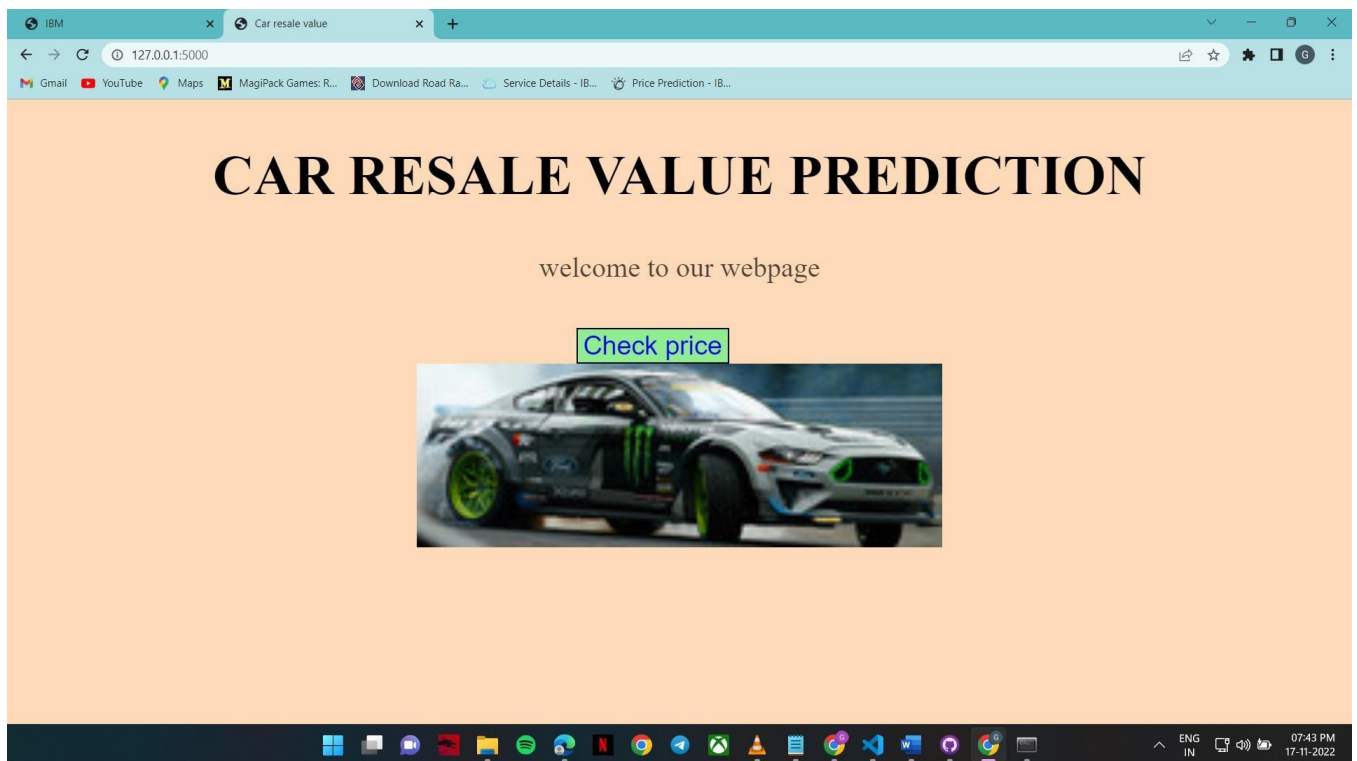 IBM
Car resale value
127.0.0.1:5000
G
Gmail
YouTube
Maps
M
MagiPack Games: R...
Download Road Ra...
Service Details - IB...
Price Prediction - IB...
CAR RESALE VALUE PREDICTION
welcome to our webpage
Check price
Ford
N
W
G
G
ENG
IN
07:43 PM
17-11-2022